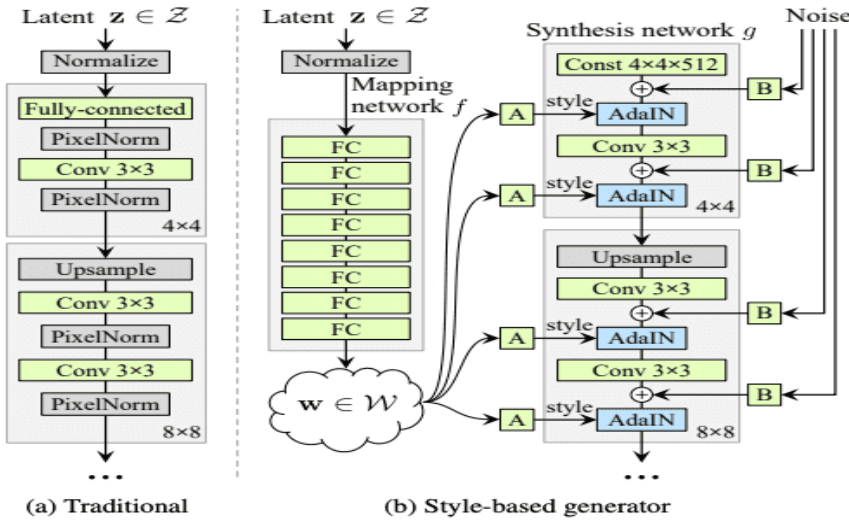 Latent z ∈ Z
Normalize
Fully-connected
PixelNorm
Conv 3×3
PixelNorm
4×4
Upsample
Conv 3×3
PixelNorm
Conv 3×3
PixelNorm
8×8
...
(a) Traditional
Latent z ∈ Z
Normalize
Mapping
network f
FC
FC
FC
FC
FC
FC
FC
FC
w ∈ W
Synthesis network g
Noise
Const 4×4×512
B
A
style
AdaIN
Conv 3×3
B
A
style
AdaIN
4×4
Upsample
Conv 3×3
B
A
style
AdaIN
Conv 3×3
B
A
style
AdaIN
8×8
...
(b) Style-based generator